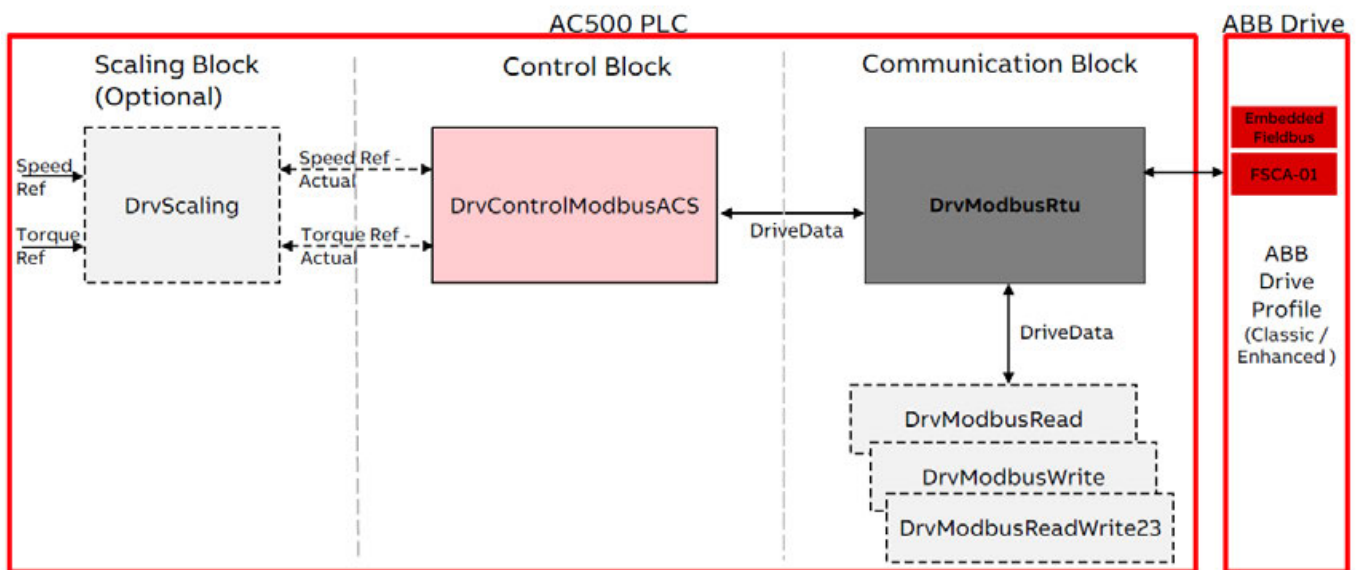 AC500 PLC
ABB Drive
Scaling Block
(Optional)
Control Block
Communication Block
Speed
Ref
Torque
Ref
DrvScaling
Speed Ref -
Actual
Torque Ref -
Actual
DrvControlModbusACS
DriveData
DrvModbusRtu
DriveData
DrvModbusRead
DrvModbusWrite
DrvModbusReadWrite23
Embedded
Fieldbus
FSCA-01
ABB
Drive
Profile
(Classic /
Enhanced )